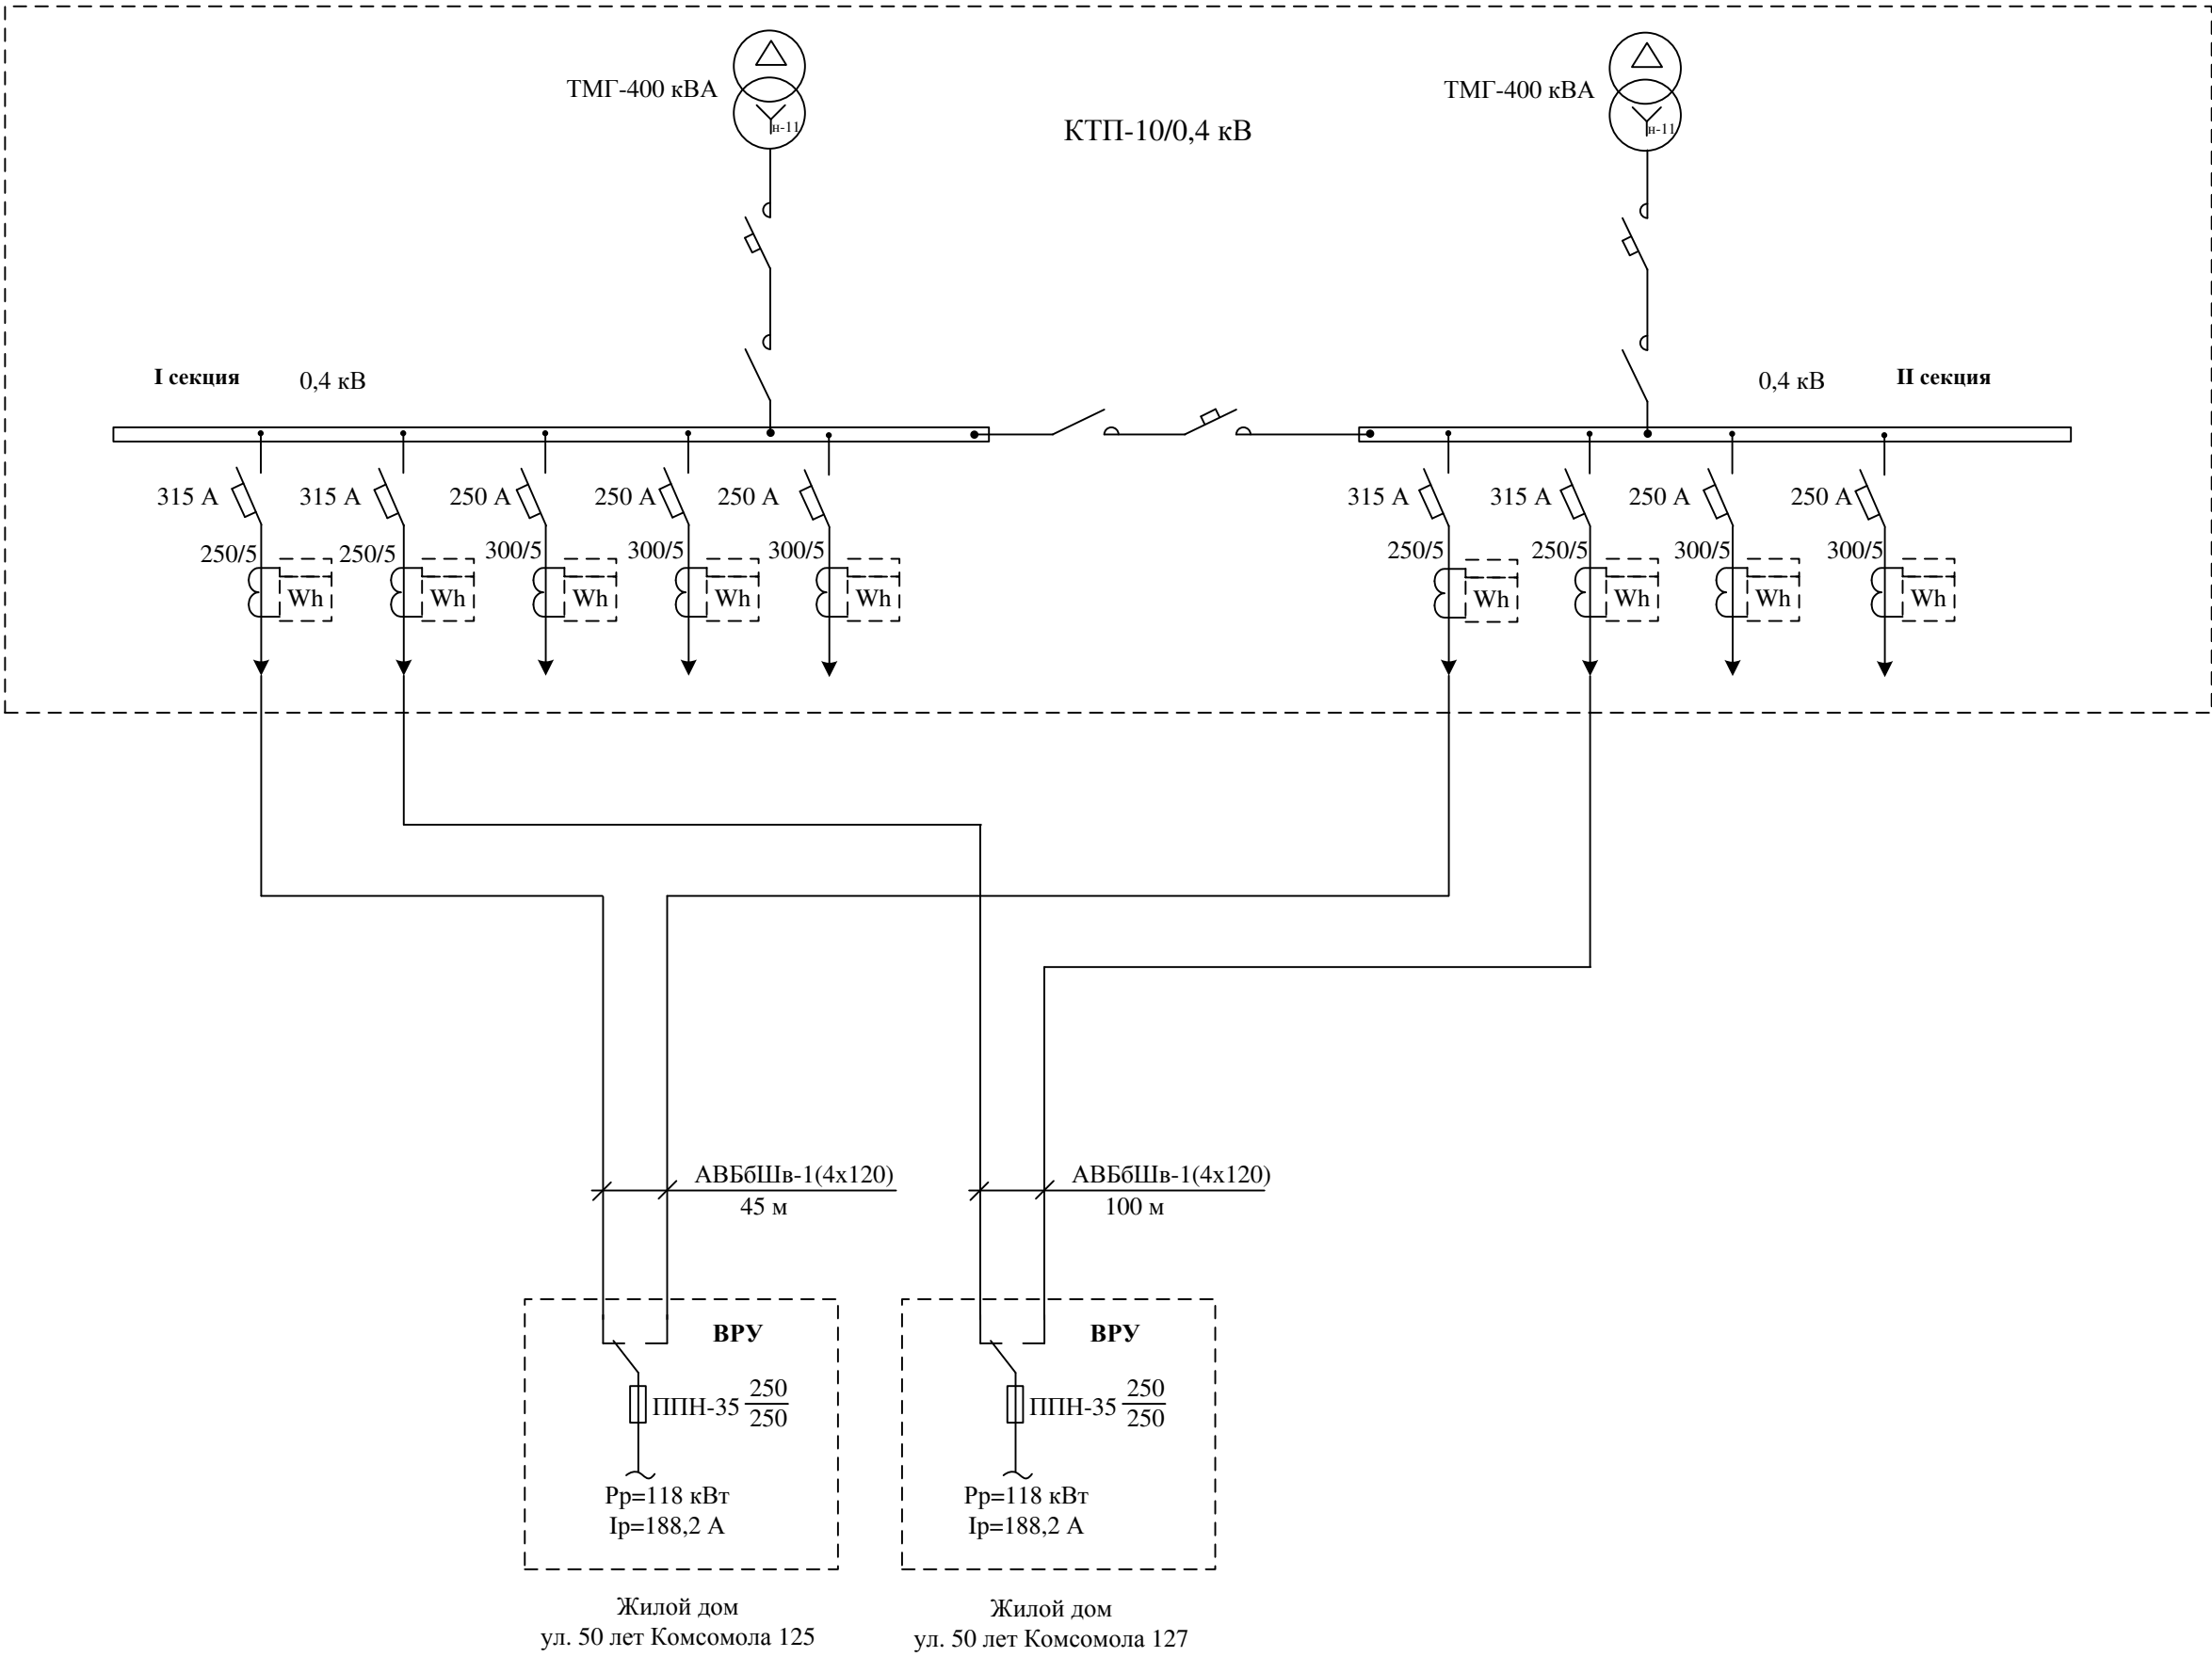 ТМГ-400 кВА
н-11
КТП-10/0,4 кВ
ТМГ-400 кВА
н-11
I секция
0,4 кВ
0,4 кВ
II секция
315 А
315 А
250 А
250 А
250 А
315 А
315 А
250 А
250 А
250/5
250/5
300/5
300/5
300/5
250/5
250/5
300/5
300/5
Wh
Wh
Wh
Wh
Wh
Wh
Wh
Wh
Wh
АВБбШв-1(4х120)
45 м
АВБбШв-1(4х120)
100 м
ВРУ
ППН-35 250
250
Рр=118 кВт
Iр=188,2 А
ВРУ
ППН-35 250
250
Рр=118 кВт
Iр=188,2 А
Жилой дом
ул. 50 лет Комсомола 125
Жилой дом
ул. 50 лет Комсомола 127